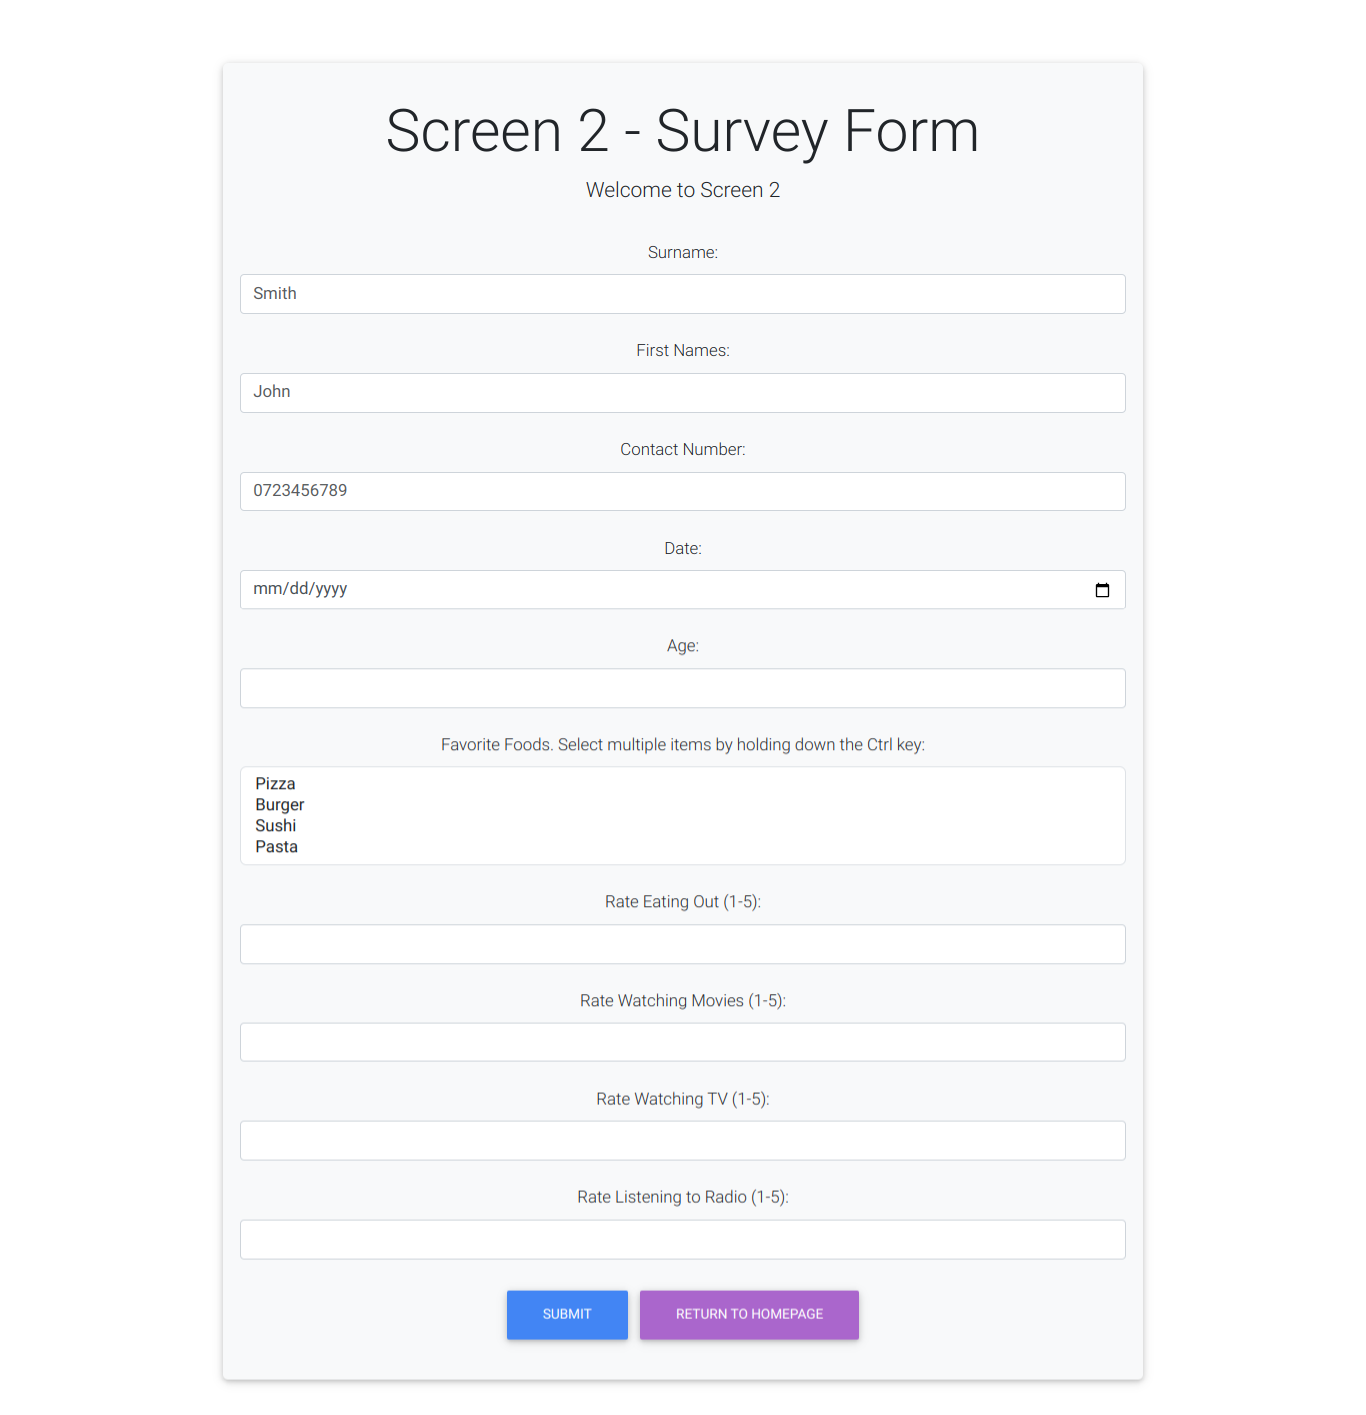 Screen 2 - Survey Form
Welcome to Screen 2
Surname:
Smith
First Names:
John
Contact Number:
0723456789
Date:
mm/dd/yyyy
Age:
Favorite Foods. Select multiple items by holding down the Ctrl key:
Pizza
Burger
Sushi
Pasta
Rate Eating Out (1-5):
Rate Watching Movies (1-5):
Rate Watching TV (1-5):
Rate Listening to Radio (1-5):
SUBMIT RETURN TO HOMEPAGE